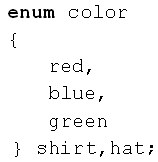 enum color
{
red,
blue,
green
} shirt,hat;